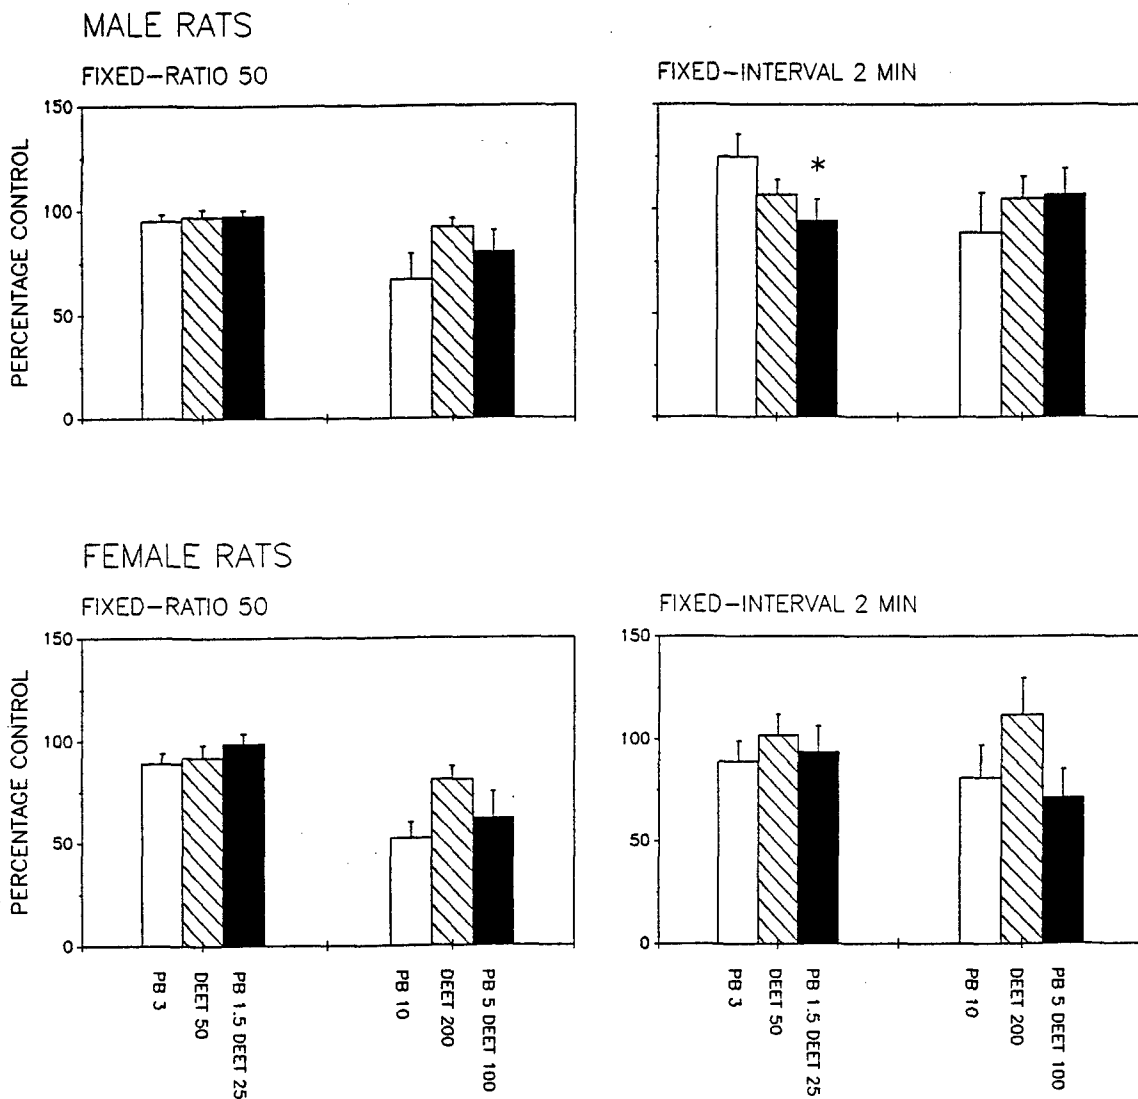 MALE RATS
FIXED-RATIO 50
FIXED-INTERVAL 2 MIN
PERCENTAGE CONTROL
150
100
50
0
*
FEMALE RATS
FIXED-RATIO 50
FIXED-INTERVAL 2 MIN
PERCENTAGE CONTROL
150
100
50
0
150
100
50
0
PB 3
DEET 50
PB 1.5 DEET 25
PB 10
DEET 200
PB 5 DEET 100
PB 3
DEET 50
PB 1.5 DEET 25
PB 10
DEET 200
PB 5 DEET 100